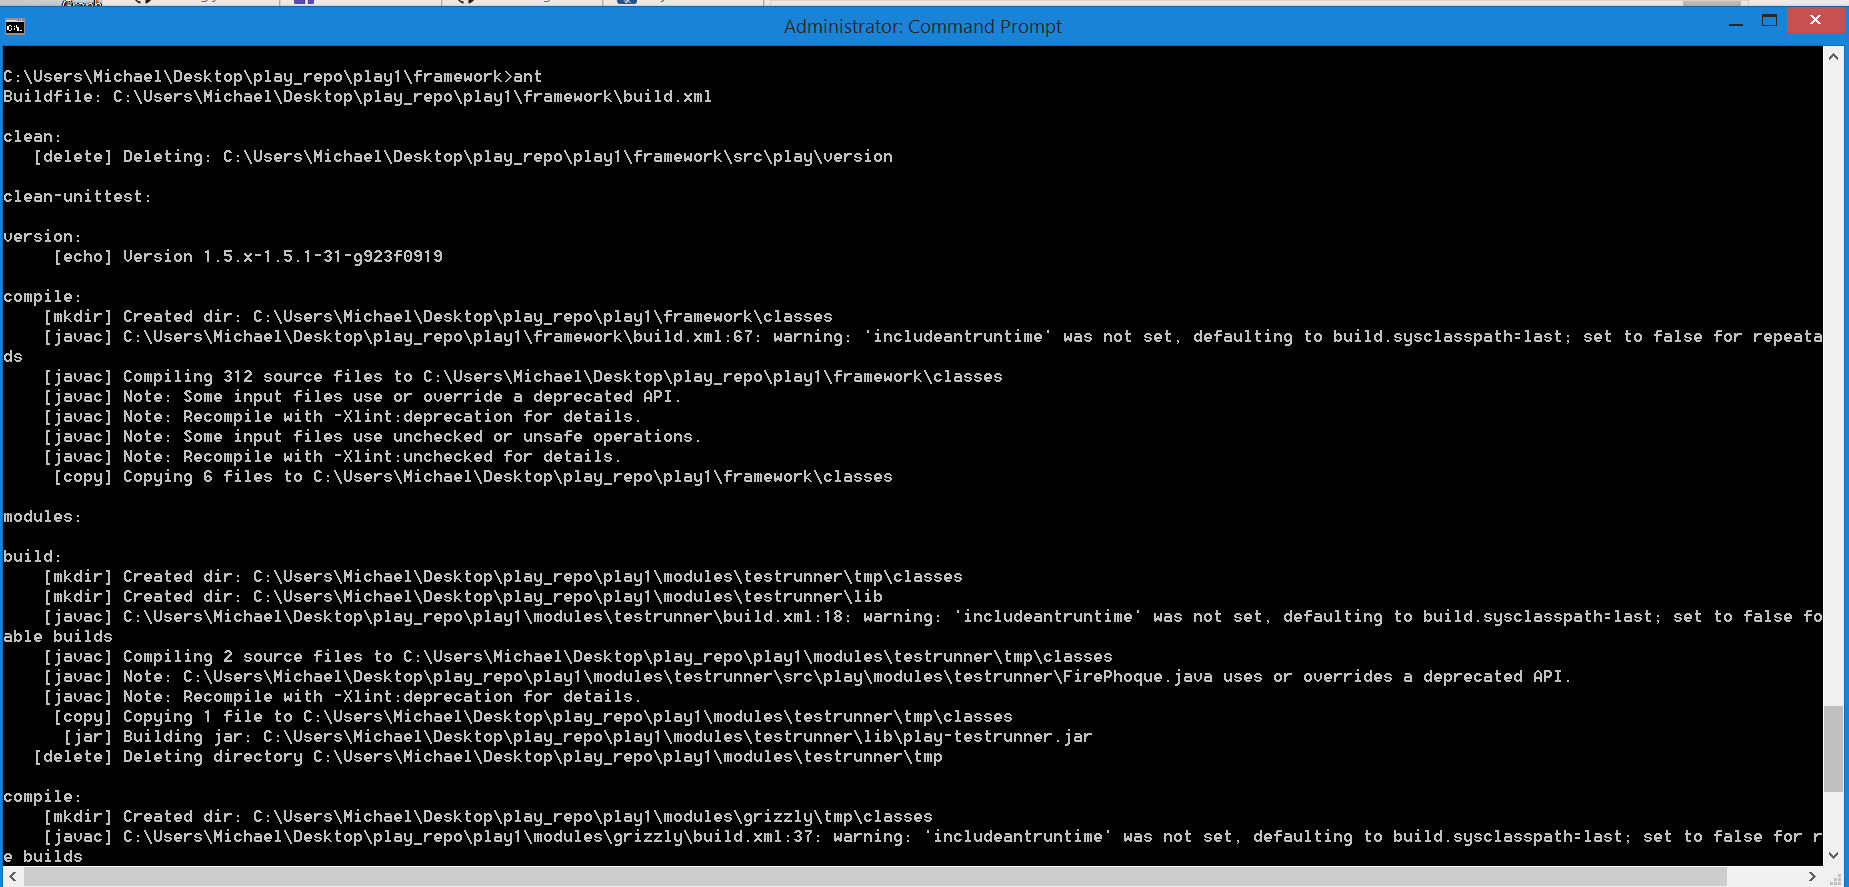 Graph
Administrator: Command Prompt
C:\Users\Michael\Desktop\play_repo\play1\framework>ant
Buildfile: C:\Users\Michael\Desktop\play_repo\play1\framework\build.xml
clean:
[delete] Deleting: C:\Users\Michael\Desktop\play_repo\play1\framework\src\play\version
clean-unittest:
version:
[echo] Version 1.5.x-1.5.1-31-g923f0919
compile:
[mkdir] Created dir: C:\Users\Michael\Desktop\play_repo\play1\framework\classes
[javac] C:\Users\Michael\Desktop\play_repo\play1\framework\build.xml:67: warning: 'includeantruntime' was not set, defaulting to build.sysclasspath=last; set to false for repeata
ds
[javac] Compiling 312 source files to C:\Users\Michael\Desktop\play_repo\play1\framework\classes
[javac] Note: Some input files use or override a deprecated API.
[javac] Note: Recompile with -Xlint:deprecation for details.
[javac] Note: Some input files use unchecked or unsafe operations.
[javac] Note: Recompile with -Xlint:unchecked for details.
[copy] Copying 6 files to C:\Users\Michael\Desktop\play_repo\play1\framework\classes
modules:
build:
[mkdir] Created dir: C:\Users\Michael\Desktop\play_repo\play1\modules\testrunner\tmp\classes
[mkdir] Created dir: C:\Users\Michael\Desktop\play_repo\play1\modules\testrunner\lib
[javac] C:\Users\Michael\Desktop\play_repo\play1\modules\testrunner\build.xml:18: warning: 'includeantruntime' was not set, defaulting to build.sysclasspath=last; set to false fo
able builds
[javac] Compiling 2 source files to C:\Users\Michael\Desktop\play_repo\play1\modules\testrunner\tmp\classes
[javac] Note: C:\Users\Michael\Desktop\play_repo\play1\modules\testrunner\src\play\modules\testrunner\FirePhoque.java uses or overrides a deprecated API.
[javac] Note: Recompile with -Xlint:deprecation for details.
[copy] Copying 1 file to C:\Users\Michael\Desktop\play_repo\play1\modules\testrunner\tmp\classes
[jar] Building jar: C:\Users\Michael\Desktop\play_repo\play1\modules\testrunner\lib\play-testrunner.jar
[delete] Deleting directory C:\Users\Michael\Desktop\play_repo\play1\modules\testrunner\tmp
compile:
[mkdir] Created dir: C:\Users\Michael\Desktop\play_repo\play1\modules\grizzly\tmp\classes
[javac] C:\Users\Michael\Desktop\play_repo\play1\modules\grizzly\build.xml:37: warning: 'includeantruntime' was not set, defaulting to build.sysclasspath=last; set to false for r
e builds